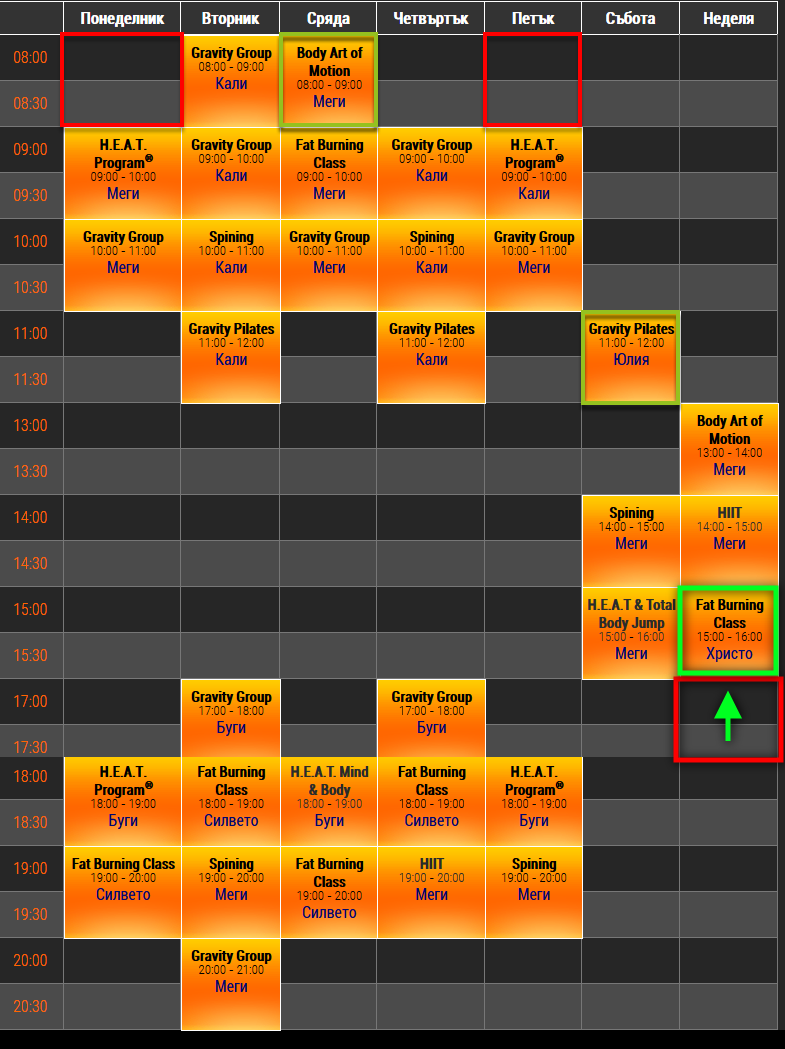 Понеделник Вторник Сряда Четвъртък Петък Събота Неделя
08:00
Gravity Group
08:00 - 09:00
Кали
Body Art of
Motion
08:00 - 09:00
Меги
08:30
09:00
H.E.A.T.
Program®
09:00 - 10:00
Меги
Gravity Group
09:00 - 10:00
Кали
Fat Burning
Class
09:00 - 10:00
Меги
Gravity Group
09:00 - 10:00
Кали
H.E.A.T.
Program®
09:00 - 10:00
Кали
09:30
10:00
Gravity Group
10:00 - 11:00
Меги
Spining
10:00 - 11:00
Кали
Gravity Group
10:00 - 11:00
Меги
Spining
10:00 - 11:00
Кали
Gravity Group
10:00 - 11:00
Меги
10:30
11:00
Gravity Pilates
11:00 - 12:00
Кали
Gravity Pilates
11:00 - 12:00
Кали
Gravity Pilates
11:00 - 12:00
Юлия
11:30
13:00
Body Art of
Motion
13:00 - 14:00
Меги
13:30
14:00
Spining
14:00 - 15:00
Меги
HIIT
14:00 - 15:00
Меги
14:30
15:00
H.E.A.T & Total
Body Jump
15:00 - 16:00
Меги
Fat Burning
Class
15:00 - 16:00
Христо
15:30
17:00
Gravity Group
17:00 - 18:00
Буги
Gravity Group
17:00 - 18:00
Буги
17:30
18:00
H.E.A.T.
Program®
18:00 - 19:00
Буги
Fat Burning
Class
18:00 - 19:00
Силвето
H.E.A.T. Mind
& Body
18:00 - 19:00
Буги
Fat Burning
Class
18:00 - 19:00
Силвето
H.E.A.T.
Program®
18:00 - 19:00
Буги
18:30
19:00
Fat Burning Class
19:00 - 20:00
Силвето
Spining
19:00 - 20:00
Меги
Fat Burning
Class
19:00 - 20:00
Силвето
HIIT
19:00 - 20:00
Меги
Spining
19:00 - 20:00
Меги
19:30
20:00
Gravity Group
20:00 - 21:00
Меги
20:30